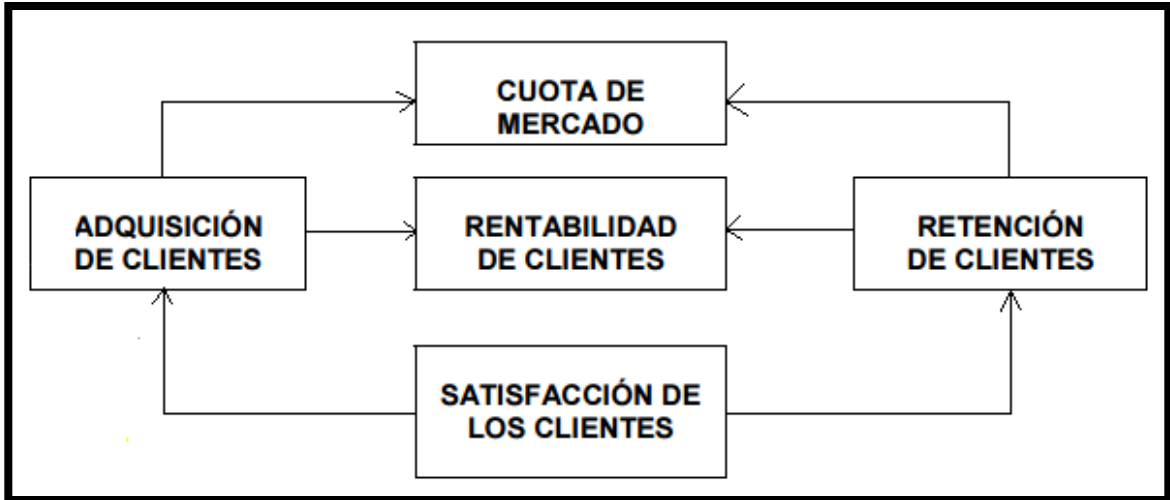 CUOTA DE
MERCADO
ADQUISICIÓN
DE CLIENTES
RENTABILIDAD
DE CLIENTES
RETENCIÓN
DE CLIENTES
SATISFACCIÓN DE
LOS CLIENTES